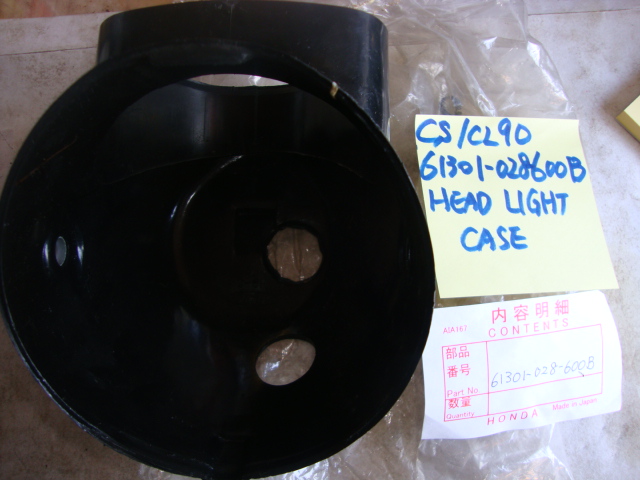 CS/CL90
61301-028600B
HEAD LIGHT
CASE
AIA161
内容明細
CONTENTS
部品
番号
Part No.
61301-028-600B
数量
Quantity
HONDA
Made in Japan